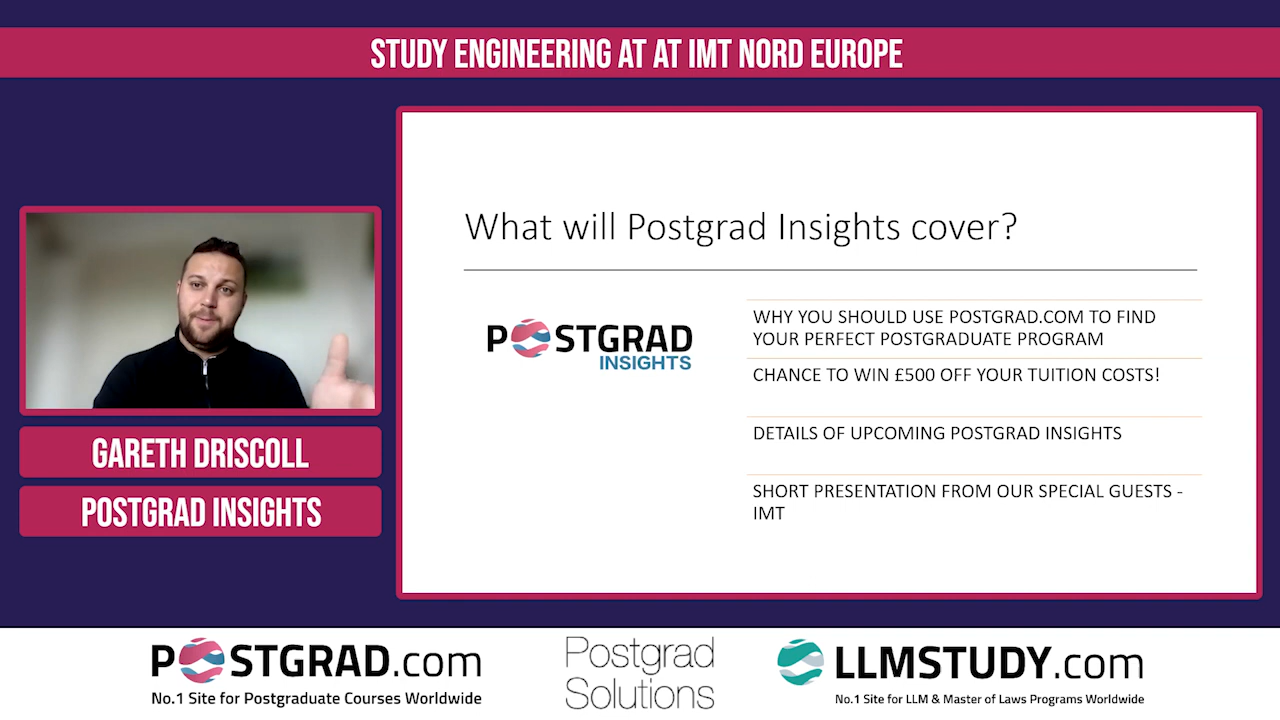 STUDY ENGINEERING AT AT IMT NORD EUROPE
What will Postgrad Insights cover?
POSTGRAD
INSIGHTS
WHY YOU SHOULD USE POSTGRAD.COM TO FIND
YOUR PERFECT POSTGRADUATE PROGRAM
CHANCE TO WIN £500 OFF YOUR TUITION COSTS!
DETAILS OF UPCOMING POSTGRAD INSIGHTS
SHORT PRESENTATION FROM OUR SPECIAL GUESTS -
IMT
GARETH DRISCOLL
POSTGRAD INSIGHTS
POSTGRAD.com
No.1 Site for Postgraduate Courses Worldwide
Postgrad
Solutions
LLMSTUDY.com
No.1 Site for LLM & Master of Laws Programs Worldwide